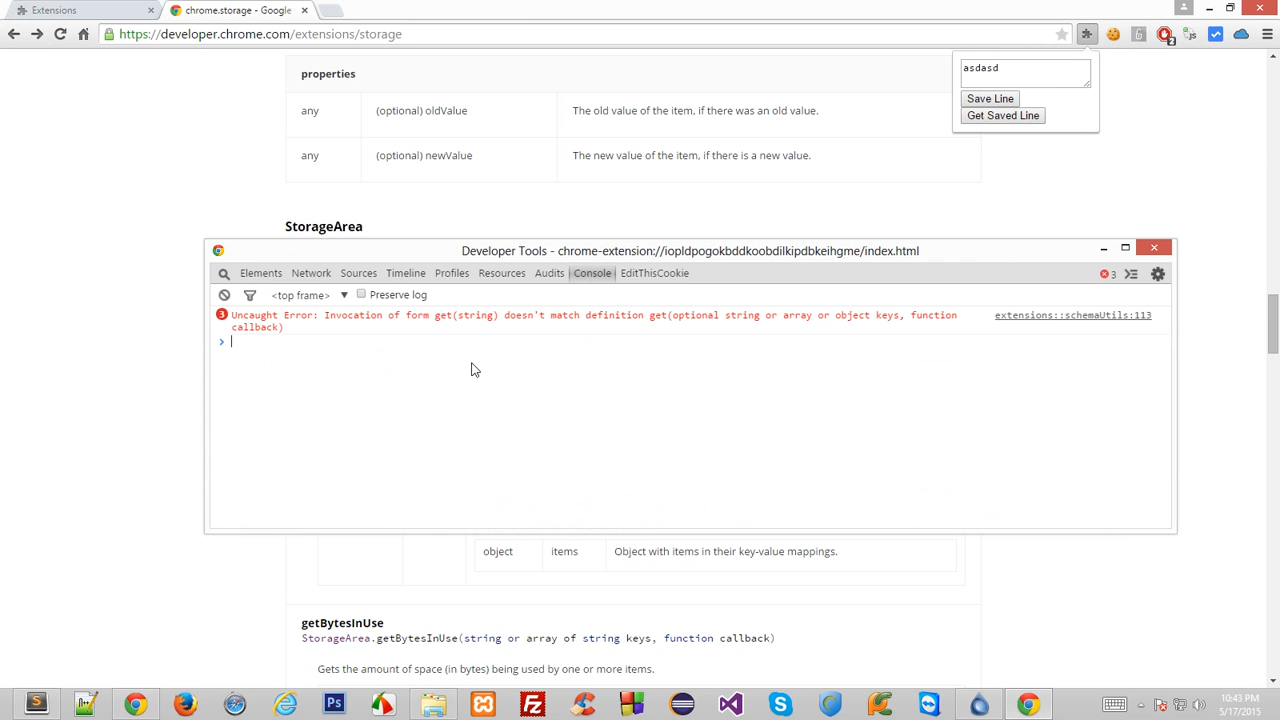 Extensions
chrome.storage - Google
https://developer.chrome.com/extensions/storage
2
asdasd
Save Line
Get Saved Line
properties
any (optional) oldValue The old value of the item, if there was an old value.
any (optional) newValue The new value of the item, if there is a new value.
StorageArea
Developer Tools - chrome-extension://iopldpogokbddkoobdilkipdbkeihgme/index.html
Elements Network Sources Timeline Profiles Resources Audits Console EditThisCookie 3
<top frame> Preserve log
3 Uncaught Error: Invocation of form get(string) doesn't match definition get(optional string or array or object keys, function extensions::schemaUtils:113
callback)
object items Object with items in their key-value mappings.
getBytesInUse
StorageArea.getBytesInUse(string or array of string keys, function callback)
Gets the amount of space (in bytes) being used by one or more items.
10:43 PM
5/17/2015